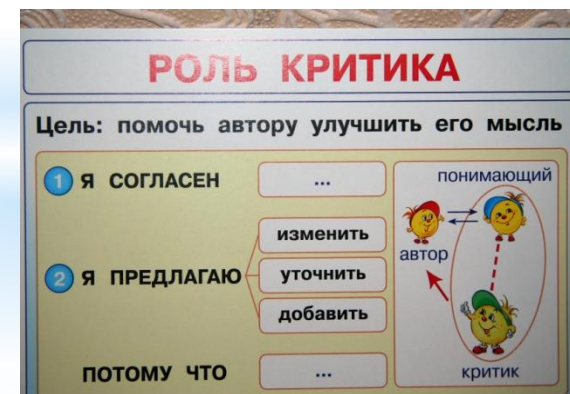 РОЛЬ КРИТИКА
Цель: помочь автору улучшить его мысль
1 Я СОГЛАСЕН ...
2 Я ПРЕДЛАГАЮ
изменить
уточнить
добавить
ПОТОМУ ЧТО ...
понимающий
автор
критик